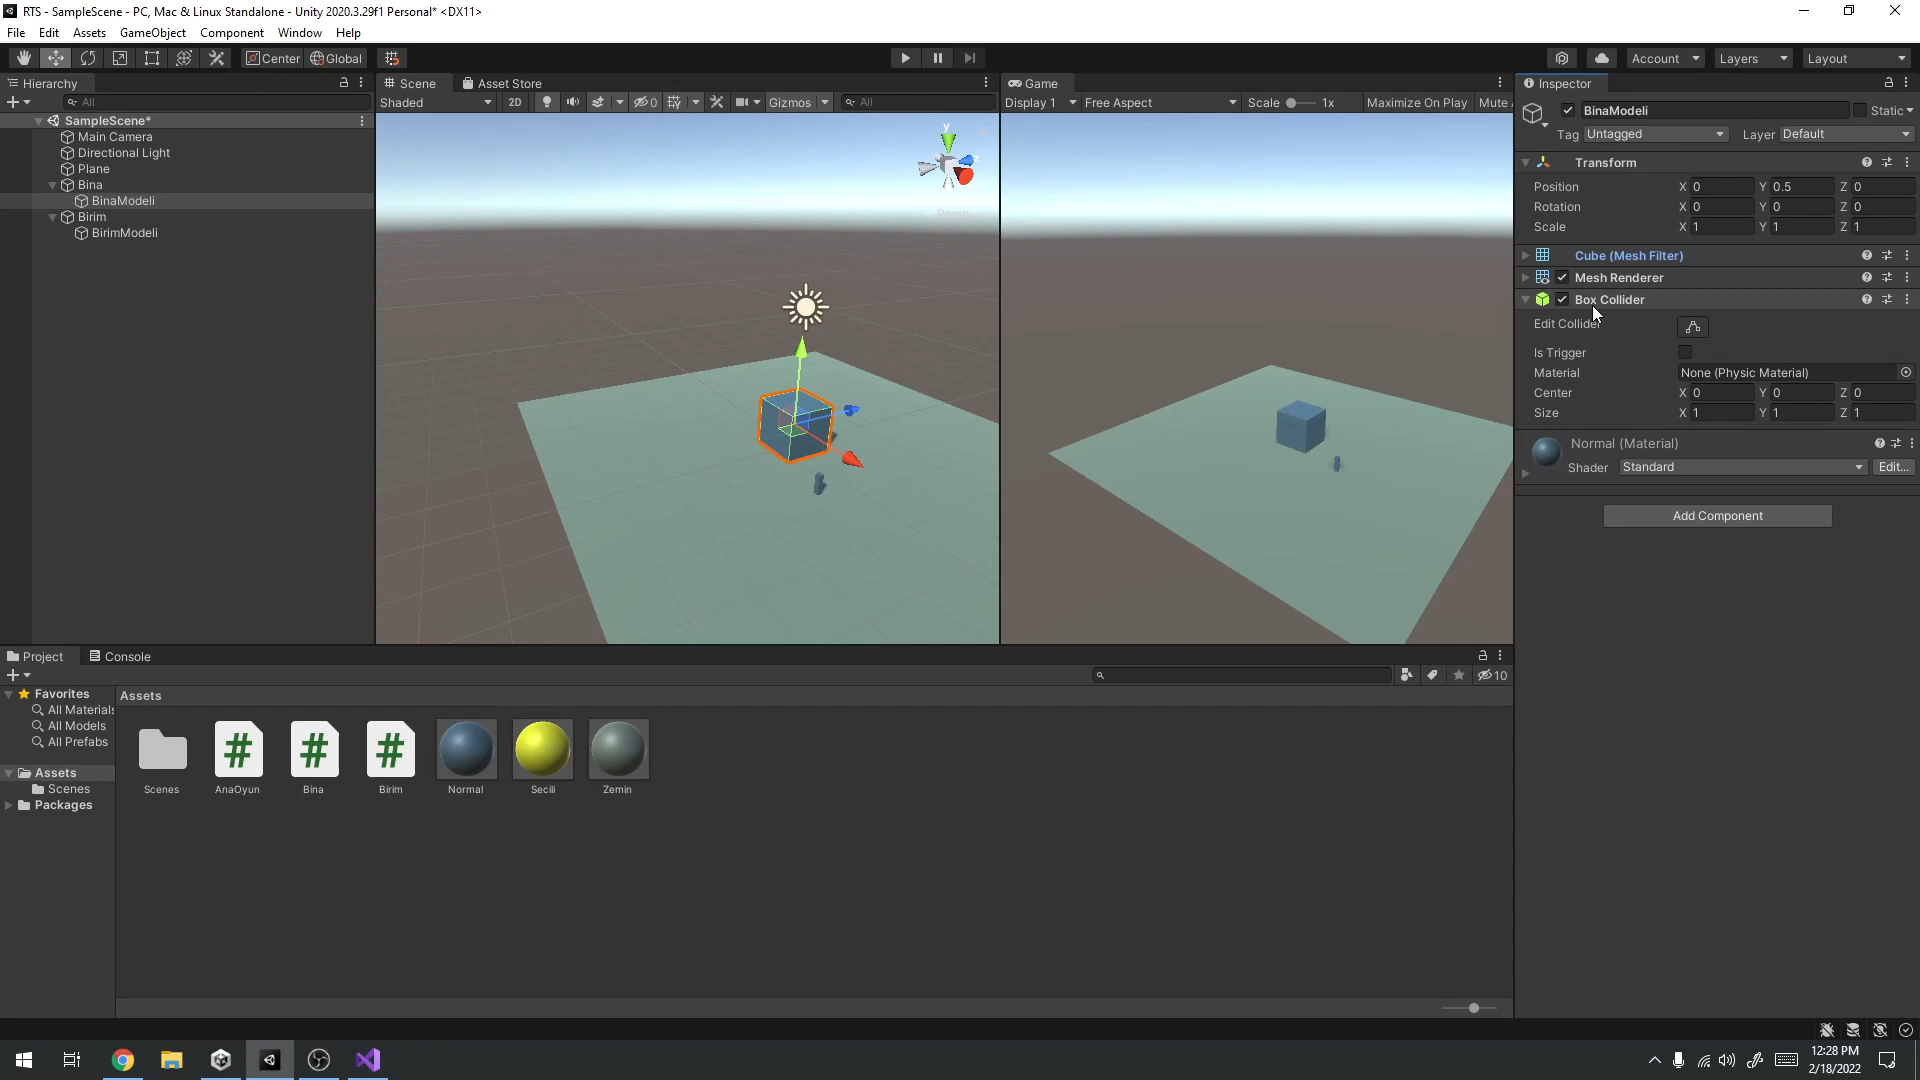 RTS - SampleScene - PC, Mac & Linux Standalone - Unity 2020.3.29f1 Personal* <DX11>
File Edit Assets GameObject Component Window Help
Center Global Account Layers Layout
Hierarchy
All
SampleScene*
Main Camera
Directional Light
Plane
Bina
BinaModeli
Birim
BirimModeli
Scene Asset Store
Shaded 2D 0 Gizmos All
y
Persp
Game
Display 1 Free Aspect Scale 1x Maximize On Play Mute
Inspector
BinaModeli Static
Tag Untagged Layer Default
Transform
Position X 0 Y 0.5 Z 0
Rotation X 0 Y 0 Z 0
Scale X 1 Y 1 Z 1
Cube (Mesh Filter)
Mesh Renderer
Box Collider
Edit Collider
Is Trigger
Material None (Physic Material)
Center X 0 Y 0 Z 0
Size X 1 Y 1 Z 1
Normal (Material)
Shader Standard Edit...
Add Component
Project Console
10
Favorites
All Materials
All Models
All Prefabs
Assets
Scenes
Packages
Assets
Scenes AnaOyun Bina Birim Normal Secili Zemin
12:28 PM
2/18/2022